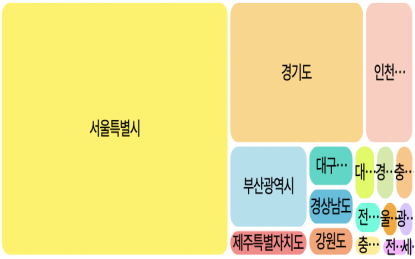 서울특별시
경기도
인천…
부산광역시
대구…
경상남도
제주특별자치도
강원도
대…
경…
충…
전…
울…
광…
충…
전…
세…